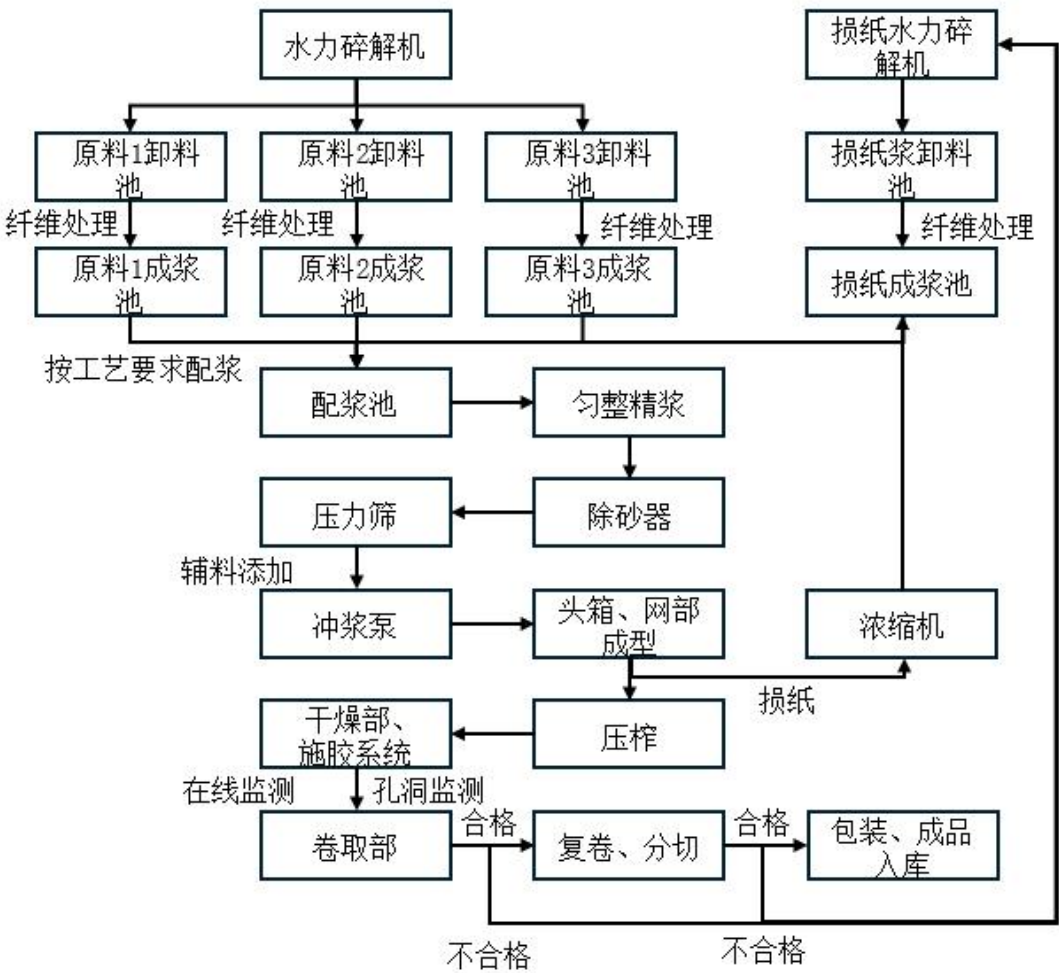 水力碎解机
损纸水力碎
解机
原料1卸料
池
原料2卸料
池
原料3卸料
池
损纸浆卸料
池
纤维处理
纤维处理
纤维处理
纤维处理
原料1成浆
池
原料2成浆
池
原料3成浆
池
损纸成浆池
按工艺要求配浆
配浆池
匀整精浆
压力筛
除砂器
辅料添加
冲浆泵
头箱、网部
成型
浓缩机
损纸
干燥部、
施胶系统
压榨
在线监测
孔洞监测
卷取部
合格
复卷、分切
合格
包装、成品
入库
不合格
不合格